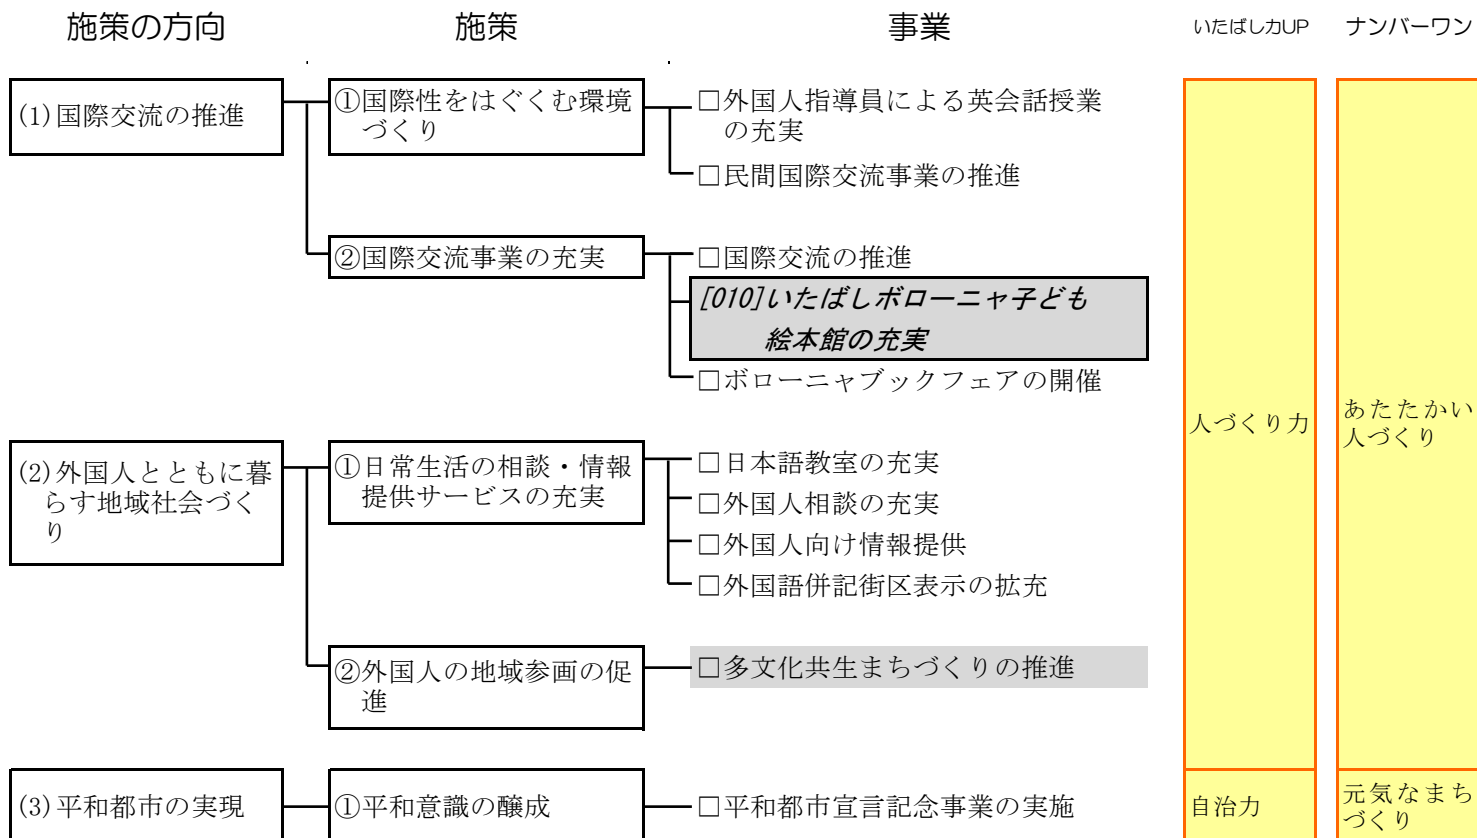 施策の方向
施策
事業
いたばし力UP
ナンバーワン
(1)国際交流の推進
①国際性をはぐくむ環境
づくり
□外国人指導員による英会話授業
の充実
□民間国際交流事業の推進
②国際交流事業の充実
□国際交流の推進
[010]いたばしボローニャ子ども
絵本館の充実
□ボローニャブックフェアの開催
(2)外国人とともに暮
らす地域社会づく
り
①日常生活の相談・情報
提供サービスの充実
□日本語教室の充実
□外国人相談の充実
□外国人向け情報提供
□外国語併記街区表示の拡充
②外国人の地域参画の促
進
□多文化共生まちづくりの推進
人づくり力
あたたかい
人づくり
(3)平和都市の実現
①平和意識の醸成
□平和都市宣言記念事業の実施
自治力
元気なまち
づくり